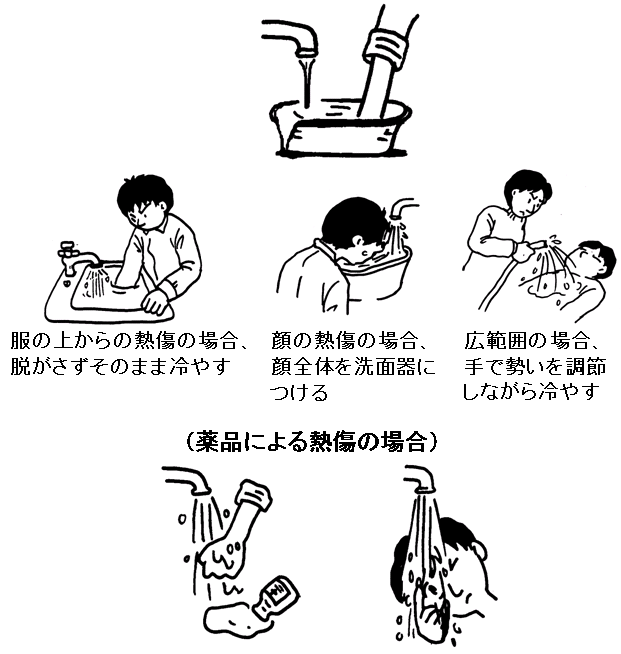 服の上からの熱傷の場合、
脱がさずそのまま冷やす
顔の熱傷の場合、
顔全体を洗面器に
つける
広範囲の場合、
手で勢いを調節
しながら冷やす
（薬品による熱傷の場合）